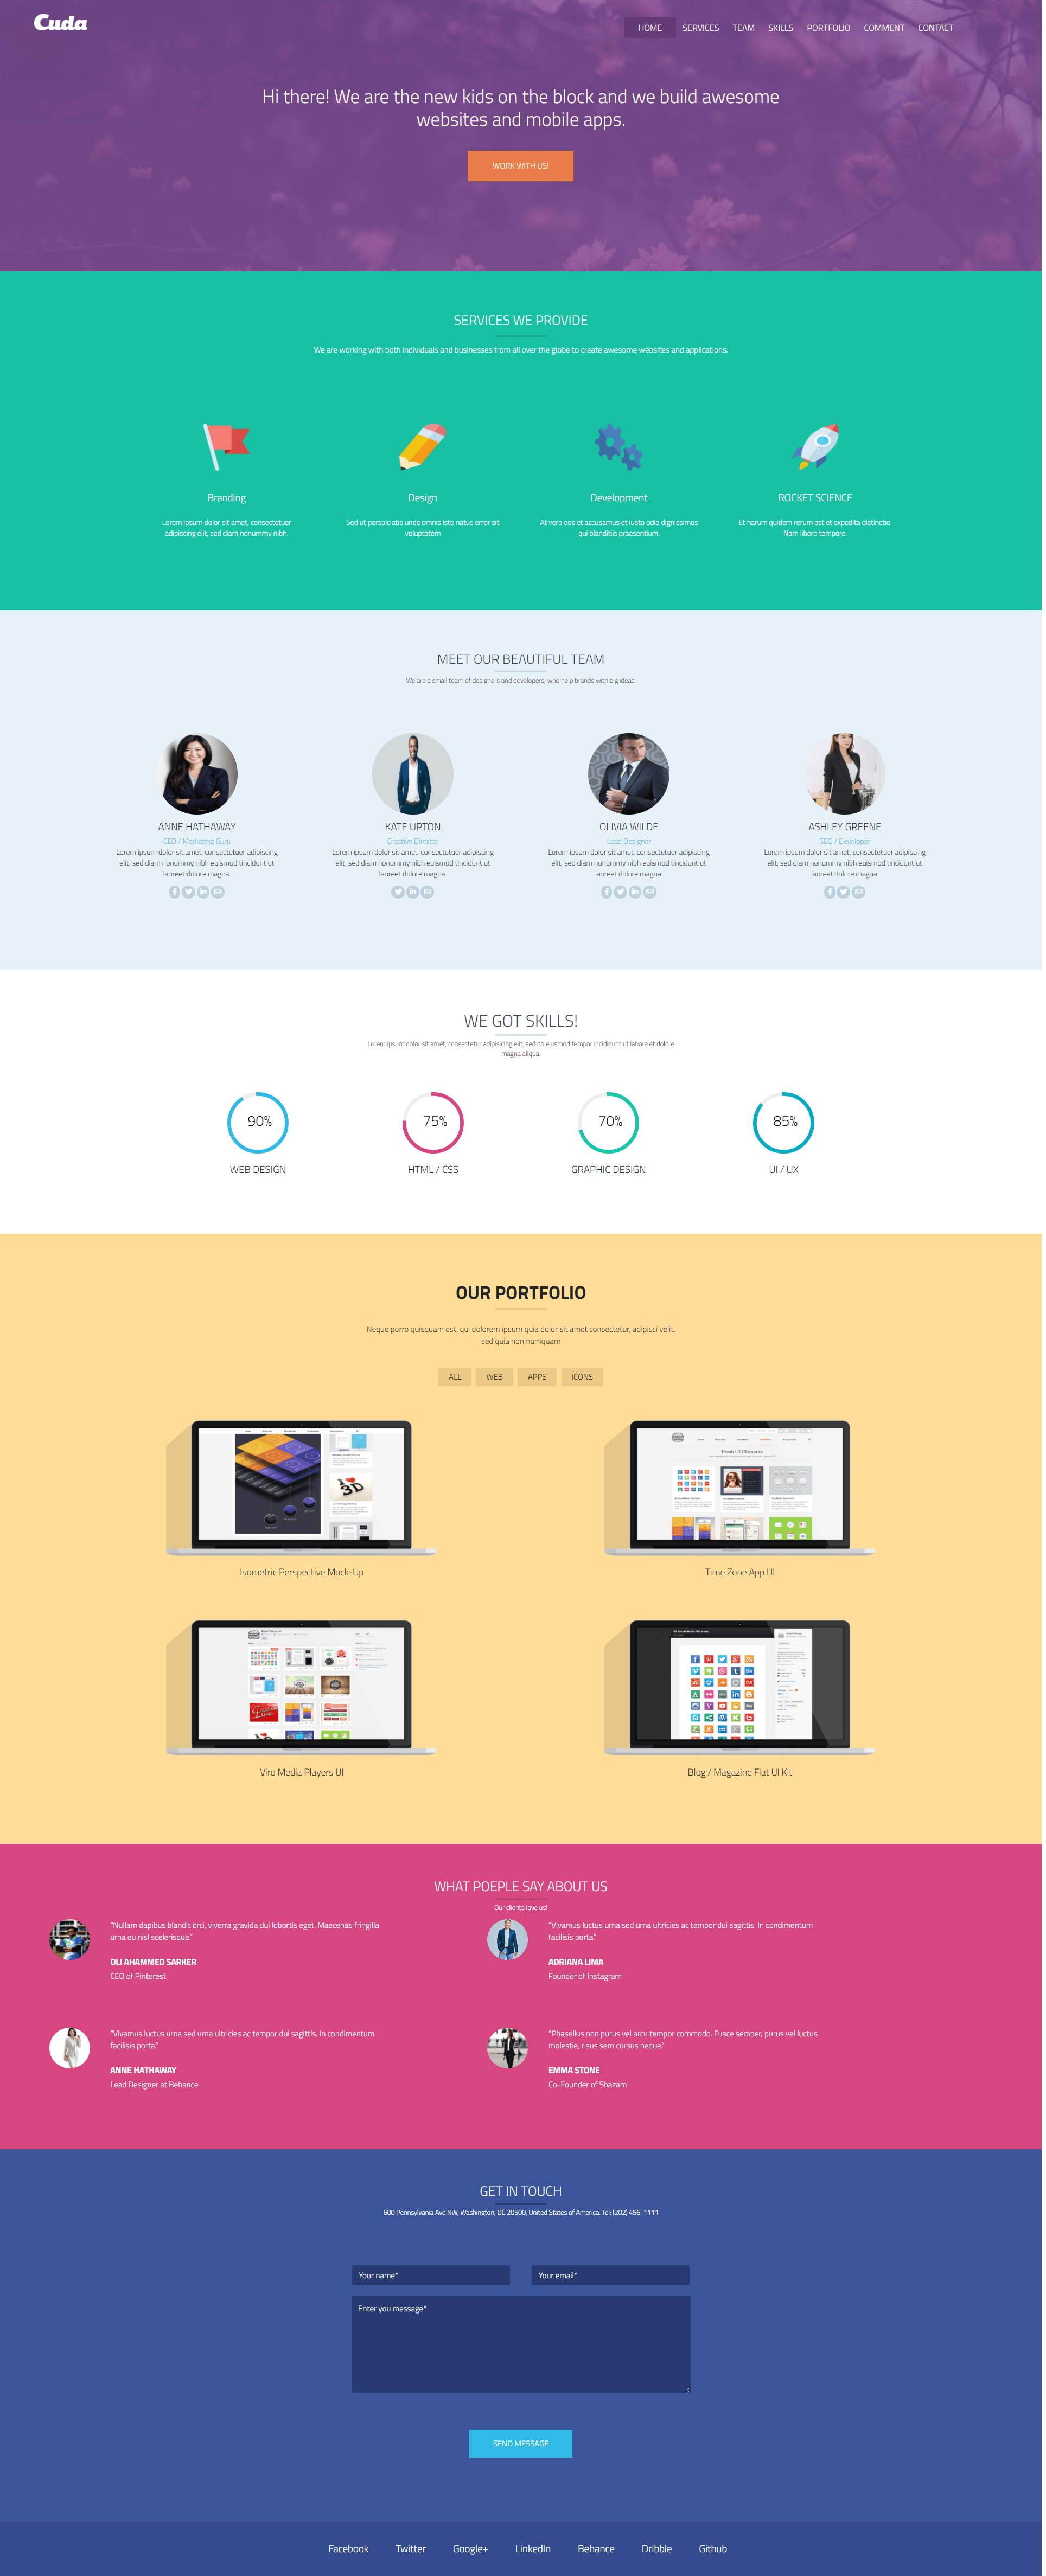 Cuda
HOME SERVICES TEAM SKILLS PORTFOLIO COMMENT CONTACT
Hi there! We are the new kids on the block and we build awesome
websites and mobile apps.
WORK WITH US!
SERVICES WE PROVIDE
We are working with both individuals and businesses from all over the globe to create awesome websites and applications.
Branding
Lorem ipsum dolor sit amet, consectetuer
adipiscing elit, sed diam nonummy nibh.
Design
Sed ut perspiciatis unde omnis iste natus error sit
voluptatem
Development
At vero eos et accusamus et iusto odio dignissimos
qui blanditiis praesentium.
ROCKET SCIENCE
Et harum quidem rerum est et expedita distinctio.
Nam libero tempore.
MEET OUR BEAUTIFUL TEAM
We are a small team of designers and developers, who help brands with big ideas.
ANNE HATHAWAY
CEO / Marketing Guru
Lorem ipsum dolor sit amet, consectetuer adipiscing
elit, sed diam nonummy nibh euismod tincidunt ut
laoreet dolore magna.
KATE UPTON
Creative Director
Lorem ipsum dolor sit amet, consectetuer adipiscing
elit, sed diam nonummy nibh euismod tincidunt ut
laoreet dolore magna.
OLIVIA WILDE
Lead Designer
Lorem ipsum dolor sit amet, consectetuer adipiscing
elit, sed diam nonummy nibh euismod tincidunt ut
laoreet dolore magna.
ASHLEY GREENE
SEO / Developer
Lorem ipsum dolor sit amet, consectetuer adipiscing
elit, sed diam nonummy nibh euismod tincidunt ut
laoreet dolore magna.
WE GOT SKILLS!
Lorem ipsum dolor sit amet, consectetur adipisicing elit, sed do eiusmod tempor incididunt ut labore et dolore
magna aliqua.
90%
WEB DESIGN
75%
HTML / CSS
70%
GRAPHIC DESIGN
85%
UI / UX
OUR PORTFOLIO
Neque porro quisquam est, qui dolorem ipsum quia dolor sit amet consectetur, adipisci velit,
sed quia non numquam
ALL WEB APPS ICONS
I 3D
Isometric Perspective Mock-Up
Fresh UI Elements
Time Zone App UI
Viro Media Players UI
Blog / Magazine Flat UI Kit
WHAT POEPLE SAY ABOUT US
Our clients love us!
"Nullam dapibus blandit orci, viverra gravida dui lobortis eget. Maecenas fringilla
urna eu nisl scelerisque."
OLI AHAMMED SARKER
CEO of Pinterest
"Vivamus luctus urna sed urna ultricies ac tempor dui sagittis. In condimentum
facilisis porta."
ADRIANA LIMA
Founder of Instagram
"Vivamus luctus urna sed urna ultricies ac tempor dui sagittis. In condimentum
facilisis porta."
ANNE HATHAWAY
Lead Designer at Behance
"Phasellus non purus vel arcu tempor commodo. Fusce semper, purus vel luctus
molestie, risus sem cursus neque."
EMMA STONE
Co-Founder of Shazam
GET IN TOUCH
600 Pennsylvania Ave NW, Washington, DC 20500, United States of America. Tel: (202) 456-1111
Your name*
Your email*
Enter you message*
SEND MESSAGE
Facebook Twitter Google+ LinkedIn Behance Dribble Github